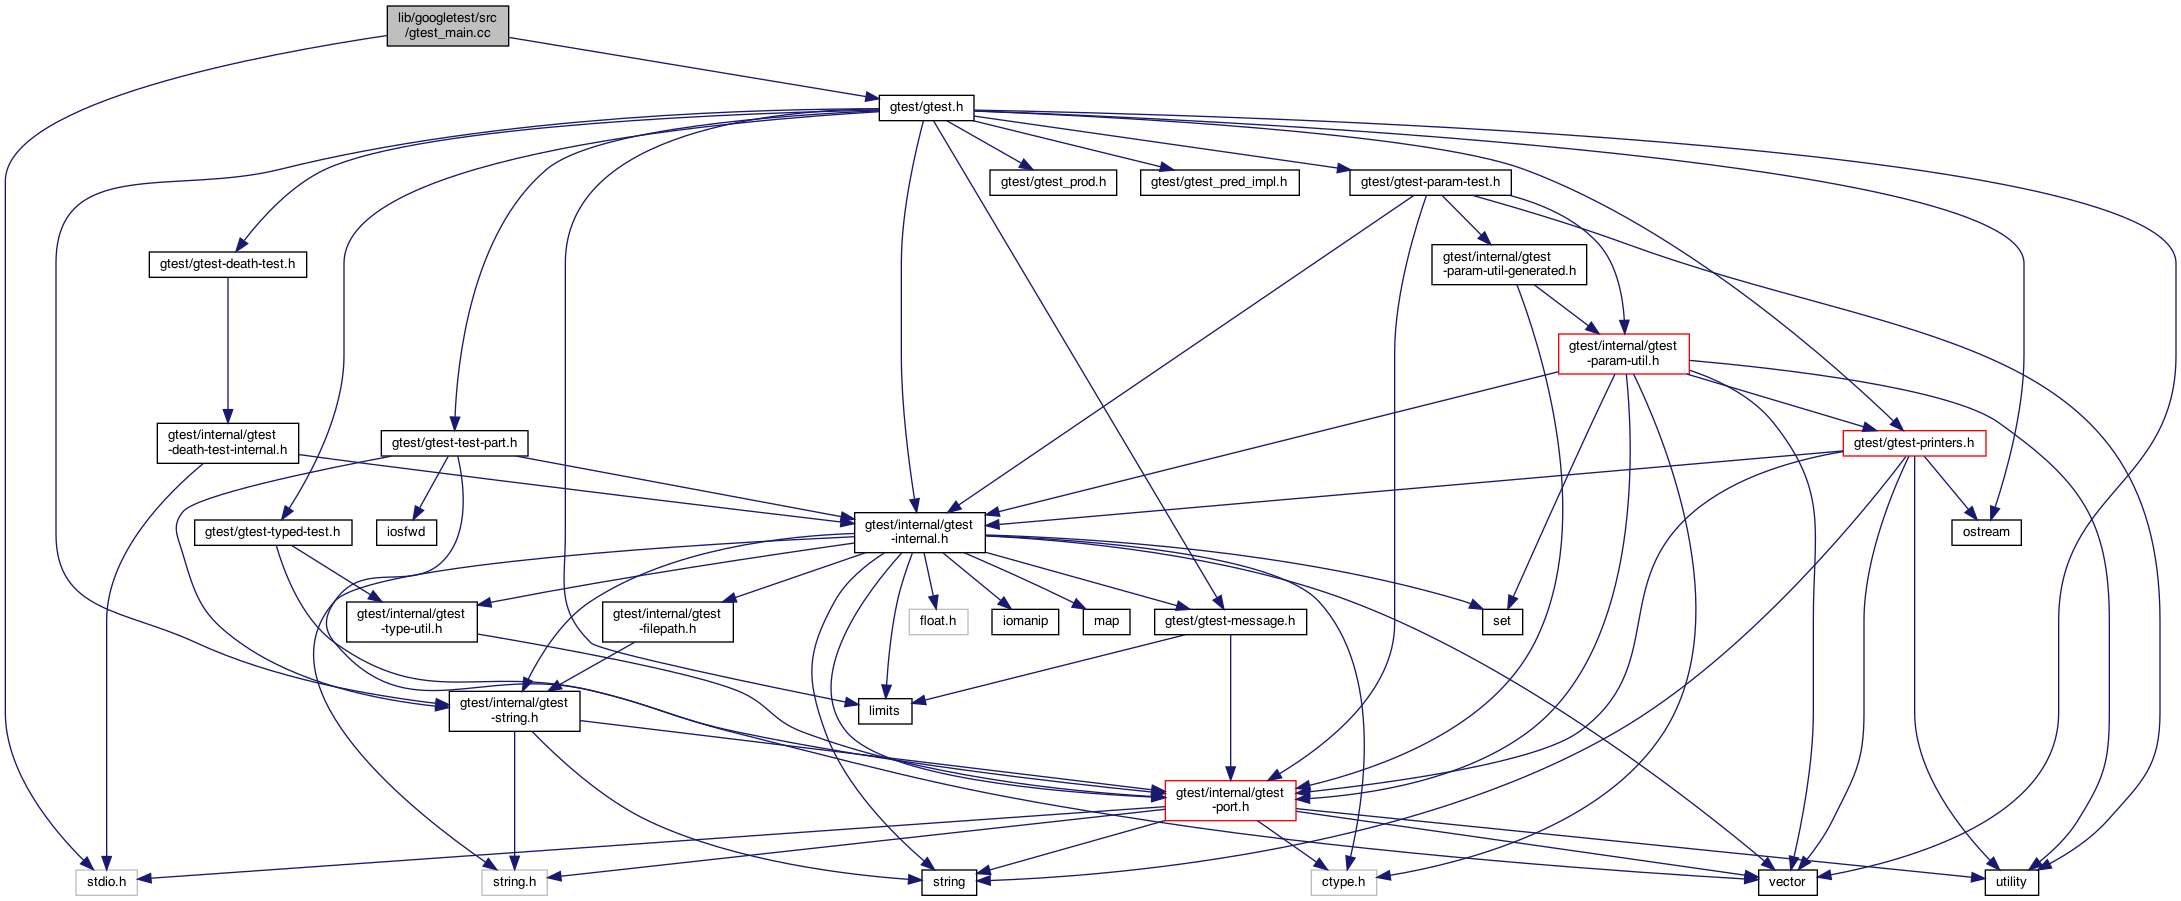 lib/googletest/src
/gtest_main.cc
gtest/gtest.h
gtest/gtest_prod.h
gtest/gtest_pred_impl.h
gtest/gtest-param-test.h
gtest/gtest-death-test.h
gtest/internal/gtest
-param-util-generated.h
gtest/internal/gtest
-param-util.h
gtest/internal/gtest
-death-test-internal.h
gtest/gtest-test-part.h
gtest/gtest-printers.h
gtest/gtest-typed-test.h
iosfwd
gtest/internal/gtest
-internal.h
ostream
gtest/internal/gtest
-type-util.h
gtest/internal/gtest
-filepath.h
float.h
iomanip
map
gtest/gtest-message.h
set
gtest/internal/gtest
-string.h
limits
gtest/internal/gtest
-port.h
stdio.h
string.h
string
ctype.h
vector
utility